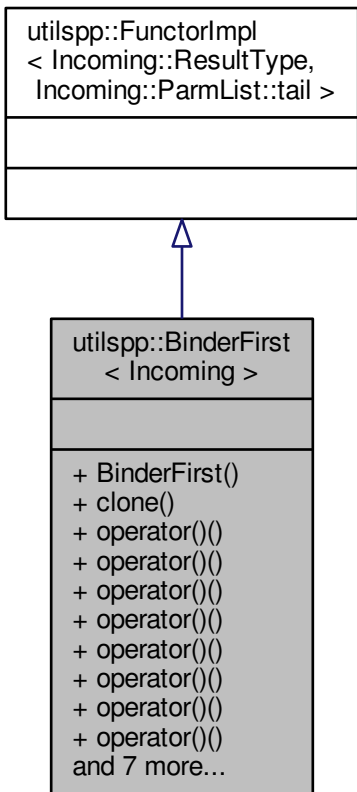 utilspp::FunctorImpl
< Incoming::ResultType,
Incoming::ParmList::tail >
utilspp::BinderFirst
< Incoming >
+ BinderFirst()
+ clone()
+ operator()()
+ operator()()
+ operator()()
+ operator()()
+ operator()()
+ operator()()
+ operator()()
+ operator()()
and 7 more...